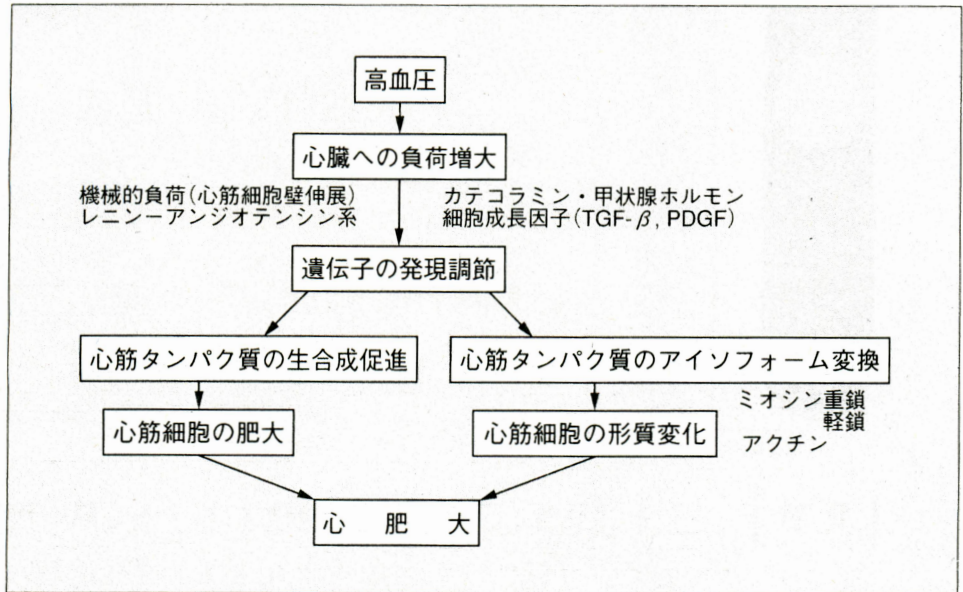 高血圧
心臓への負荷増大
機械的負荷(心筋細胞壁伸展)
レニン－アンジオテンシン系
カテコラミン・甲状腺ホルモン
細胞成長因子(TGF-β, PDGF)
遺伝子の発現調節
心筋タンパク質の生合成促進
心筋タンパク質のアイソフォーム変換
ミオシン重鎖
軽鎖
アクチン
心筋細胞の肥大
心筋細胞の形質変化
心 肥 大